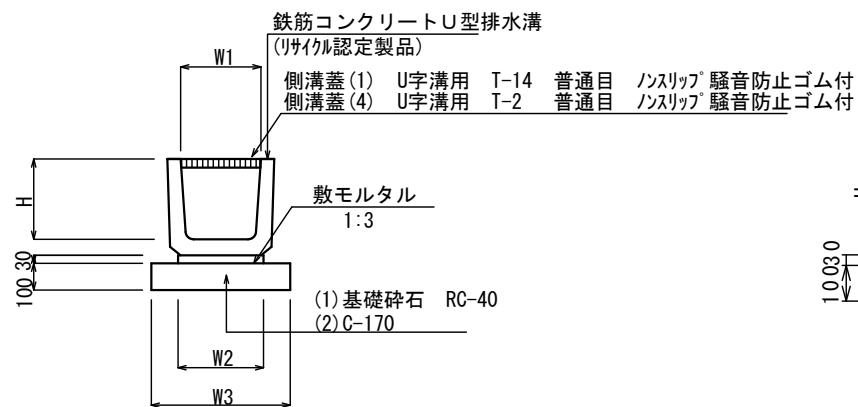 鉄筋コンクリートU型排水溝
(ﾘｻｲｸﾙ認定製品)
W1
側溝蓋(1) U字溝用 T-14 普通目 ﾉﾝｽﾘｯﾌﾟ騒音防止ゴム付
側溝蓋(4) U字溝用 T-2 普通目 ﾉﾝｽﾘｯﾌﾟ騒音防止ゴム付
H
敷モルタル
1:3
30
100
30
100
(1)基礎砕石 RC-40
(2)C-170
W2
W3